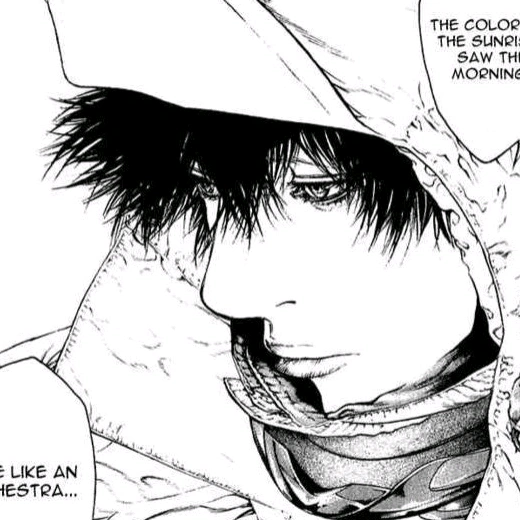 THE COLOR
THE SUNRIS
SAW TH
MORNING
LIKE AN
HESTRA...